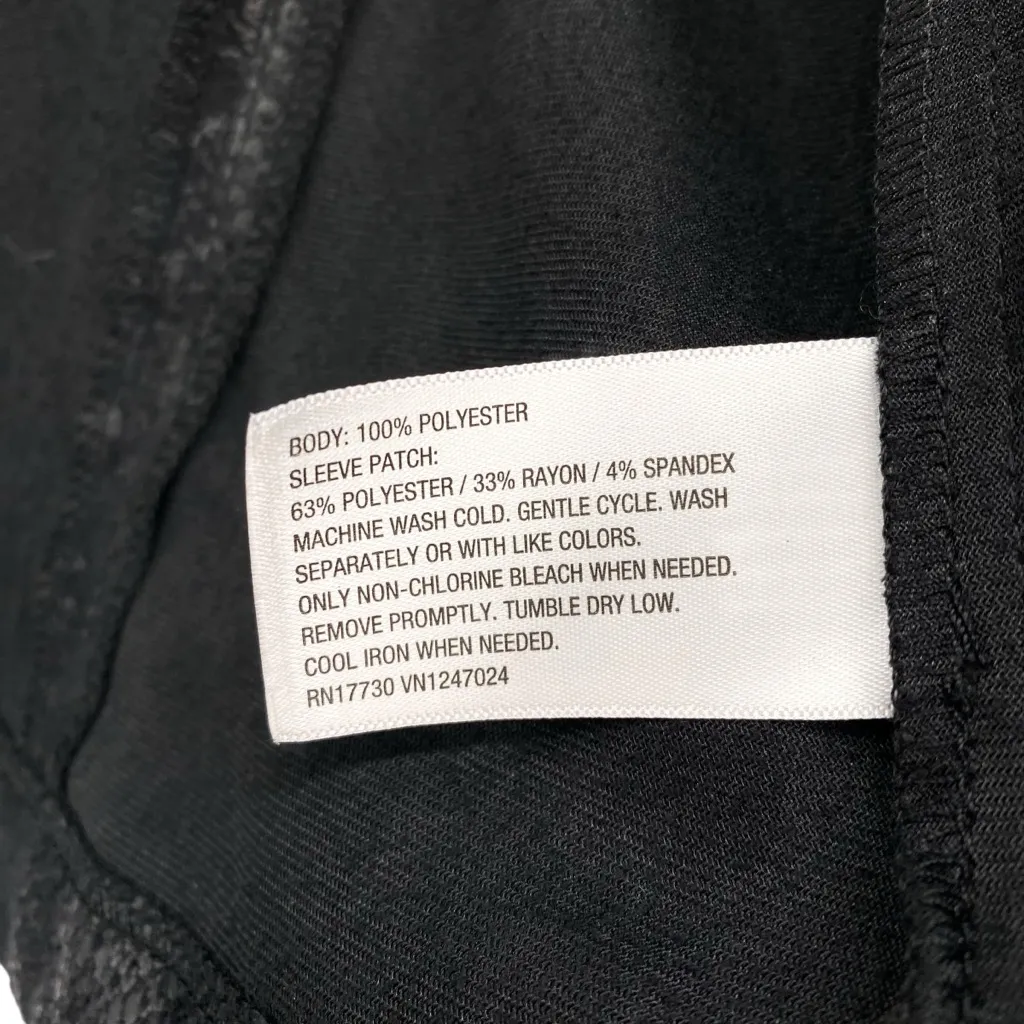 BODY: 100% POLYESTER
SLEEVE PATCH:
63% POLYESTER / 33% RAYON / 4% SPANDEX
MACHINE WASH COLD. GENTLE CYCLE. WASH
SEPARATELY OR WITH LIKE COLORS.
ONLY NON-CHLORINE BLEACH WHEN NEEDED.
REMOVE PROMPTLY. TUMBLE DRY LOW.
COOL IRON WHEN NEEDED.
RN17730 VN1247024